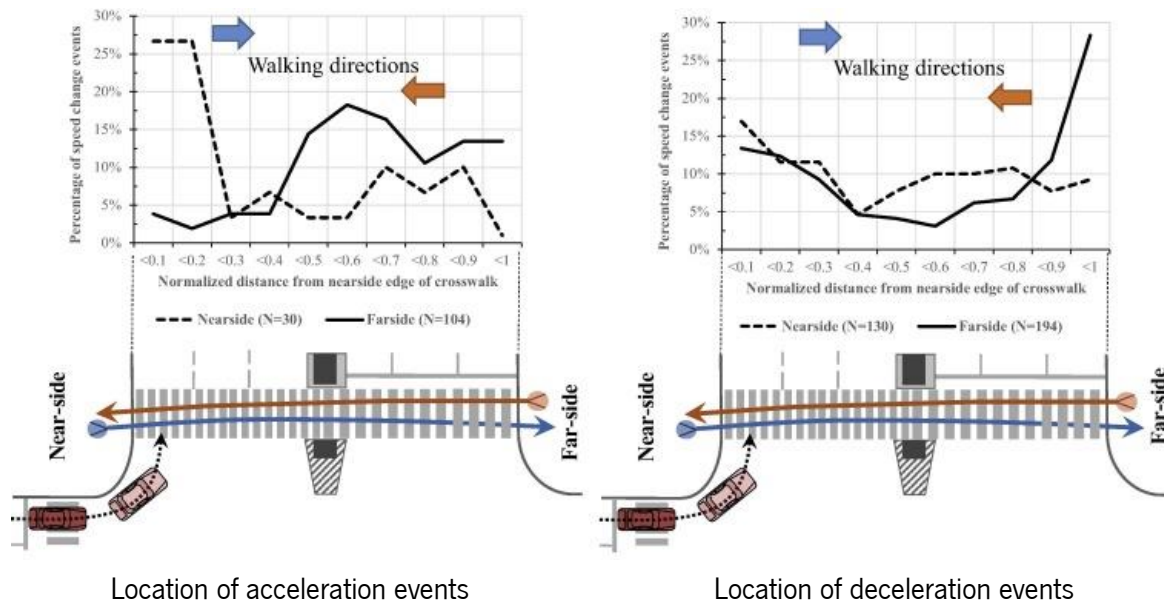 30%
25%
20%
15%
10%
5%
0%
Percentage of speed change events
Walking directions
<0.1 <0.2 <0.3 <0.4 <0.5 <0.6 <0.7 <0.8 <0.9 <1
Normalized distance from nearside edge of crosswalk
Nearside (N=30) Farside (N=104)
Near-side
Far-side
Location of acceleration events
30%
25%
20%
15%
10%
5%
0%
Percentage of speed change events
Walking directions
<0.1 <0.2 <0.3 <0.4 <0.5 <0.6 <0.7 <0.8 <0.9 <1
Normalized distance from nearside edge of crosswalk
Nearside (N=130) Farside (N=194)
Near-side
Far-side
Location of deceleration events